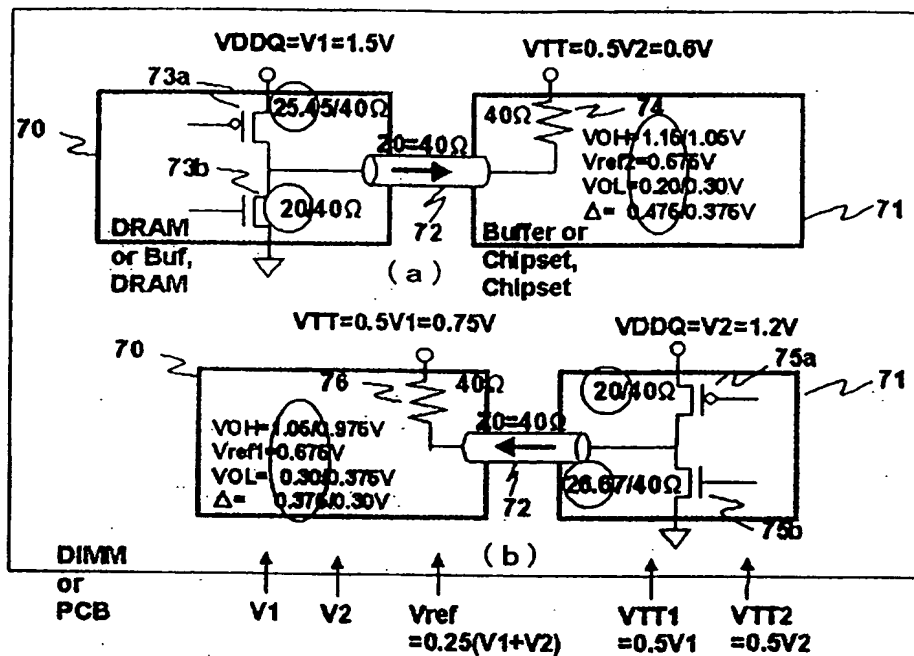 VDDQ=V1=1.5V
VTT=0.5V2=0.6V
73a
70
25.45/40Ω
40Ω
74
Z0=40Ω
VOH=1.15/1.05V
Vref2=0.675V
VOL=0.20/0.30V
Δ= 0.475/0.375V
73b
20/40Ω
72
71
DRAM
or Buf,
DRAM
Buffer or
Chipset,
Chipset
(a)
VTT=0.5V1=0.75V
VDDQ=V2=1.2V
70
76
40Ω
75a
20/40Ω
71
Z0=40Ω
VOH=1.05/0.975V
Vref1=0.675V
VOL= 0.30/0.375V
Δ= 0.375/0.30V
72
26.67/40Ω
75b
(b)
DIMM
or
PCB
V1
V2
Vref
=0.25(V1+V2)
VTT1
=0.5V1
VTT2
=0.5V2